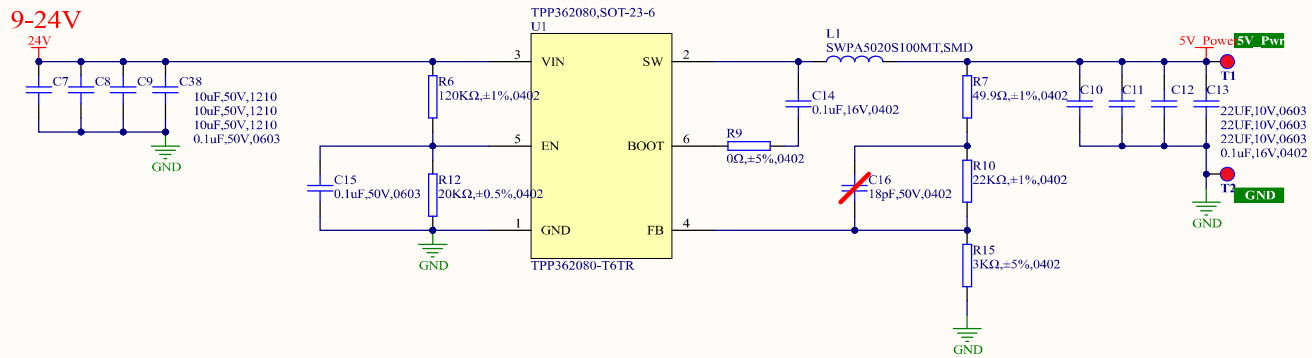 9-24V
24V
C7
C8
C9
C38
10uF,50V,1210
10uF,50V,1210
10uF,50V,1210
0.1uF,50V,0603
GND
R6
120KΩ,±1%,0402
C15
0.1uF,50V,0603
R12
20KΩ,±0.5%,0402
GND
TPP362080,SOT-23-6
U1
3
VIN
SW
2
5
EN
BOOT
6
1
GND
FB
4
TPP362080-T6TR
L1
SWPA5020S100MT,SMD
C14
0.1uF,16V,0402
R9
0Ω,±5%,0402
R7
49.9Ω,±1%,0402
C16
18pF,50V,0402
R10
22KΩ,±1%,0402
R15
3KΩ,±5%,0402
GND
5V_Powe
5V_Pwr
T1
C10
C11
C12
C13
22UF,10V,0603
22UF,10V,0603
22UF,10V,0603
0.1uF,16V,0402
T2
GND
GND